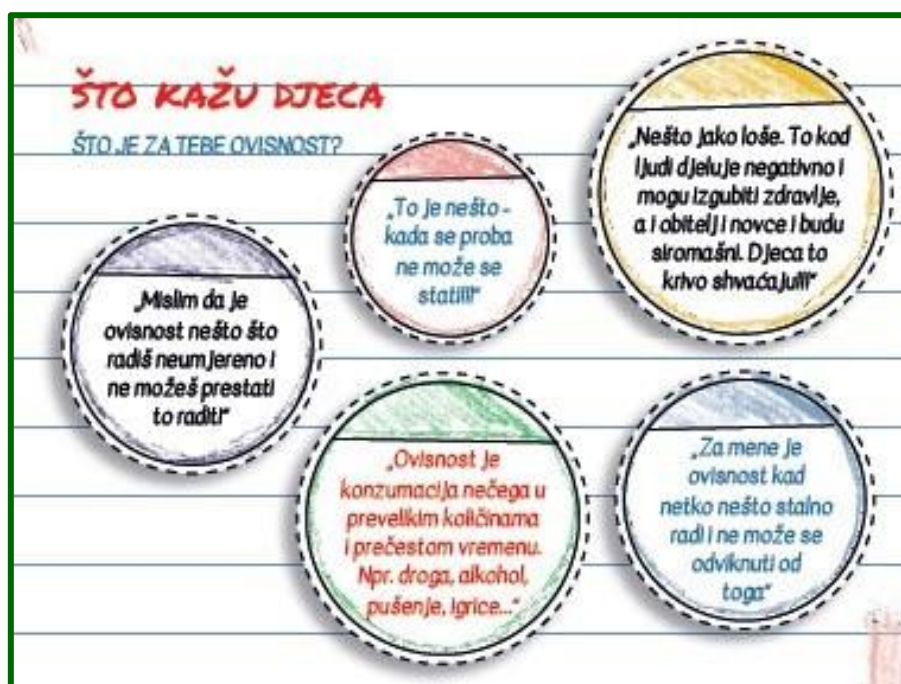 ŠTO KAŽU DJECA
ŠTO JE ZA TEBE OVISNOST?
„Nešto jako loše. To kod
ljudi djeluje negativno i
mogu izgubiti zdravlje,
a i obitelj i novce i budu
siromašni. Djeca to
krivo shvaćaju!!!“
„To je nešto -
kada se proba
ne može se
stati!!!“
„Mislim da je
ovisnost nešto što
radiš neumjereno i
ne možeš prestati
to raditi“
„Ovisnost je
konzumacija nečega u
prevelikim količinama
i prečestom vremenu.
Npr. droga, alkohol,
pušenje, igrice...“
„Za mene je
ovisnost kad
netko nešto stalno
radi i ne može se
odviknuti od
toga“